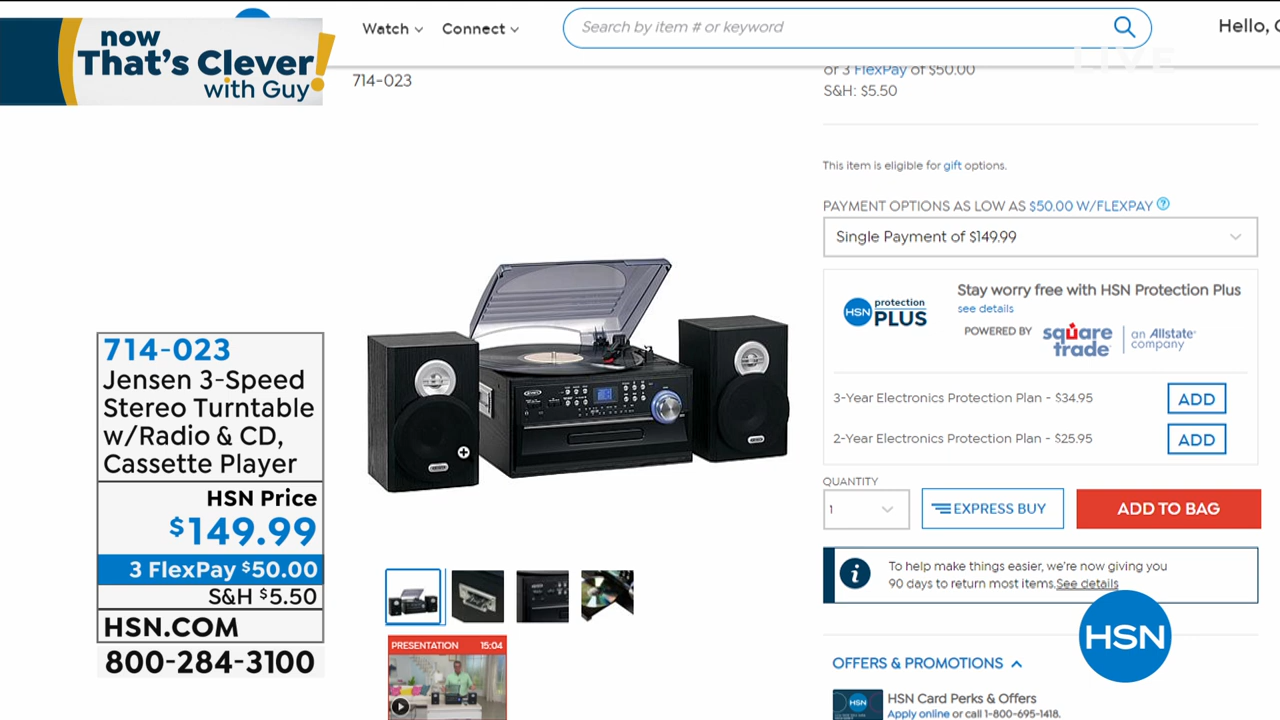 now
That's Clever!
with Guy
Watch
Connect
Search by item # or keyword
Hello,
LIVE
714-023
or 3 FlexPay of $50.00
S&H: $5.50
This item is eligible for gift options.
PAYMENT OPTIONS AS LOW AS $50.00 W/FLEXPAY ?
Single Payment of $149.99
HSN protection PLUS
Stay worry free with HSN Protection Plus
see details
POWERED BY square trade | an Allstate company
3-Year Electronics Protection Plan - $34.95
ADD
2-Year Electronics Protection Plan - $25.95
ADD
QUANTITY
1
EXPRESS BUY
ADD TO BAG
i
To help make things easier, we're now giving you
90 days to return most items.See details
HSN
OFFERS & PROMOTIONS
HSN
HSN Card Perks & Offers
Apply online or call 1-800-695-1418.
714-023
Jensen 3-Speed
Stereo Turntable
w/Radio & CD,
Cassette Player
HSN Price
$149.99
3 FlexPay $50.00
S&H $5.50
HSN.COM
800-284-3100
PRESENTATION 15:04